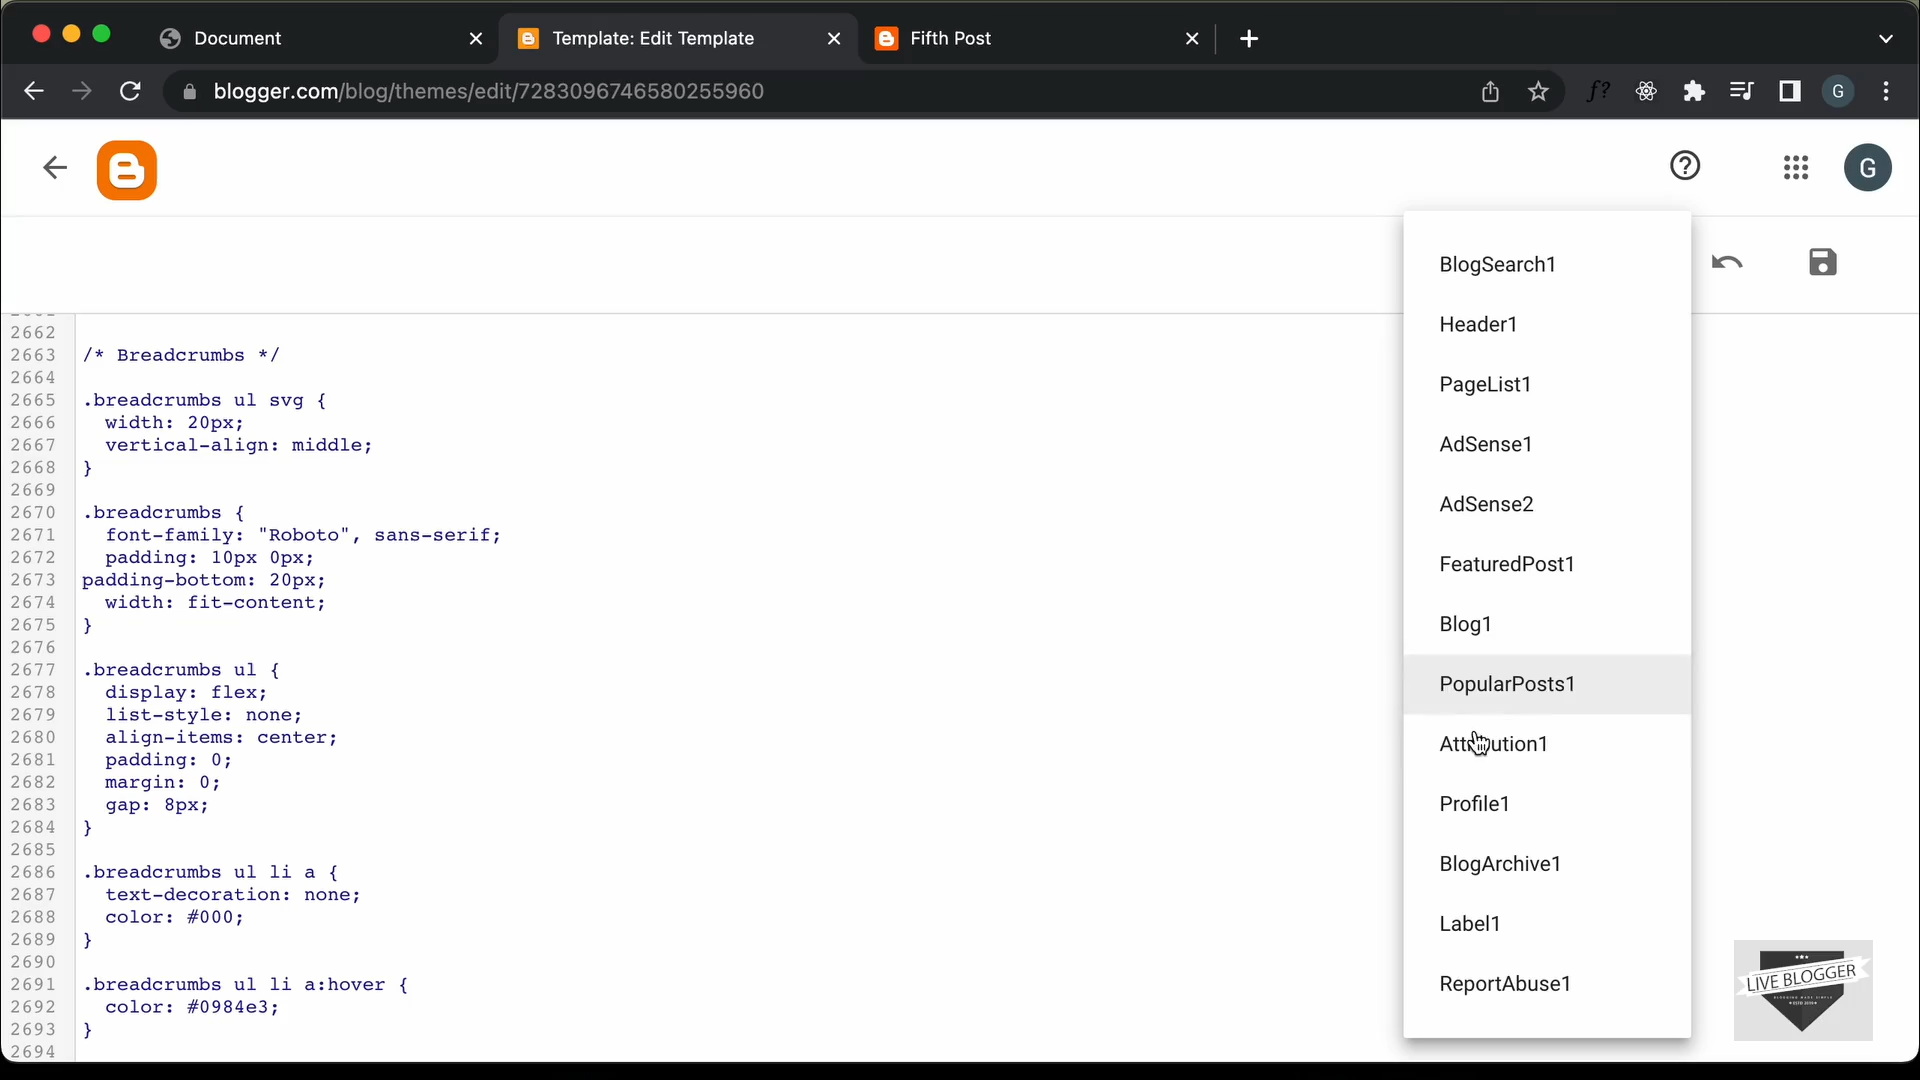 Document
Template: Edit Template
Fifth Post
blogger.com/blog/themes/edit/7283096746580255960
f?
G
G
2662
2663 /* Breadcrumbs */
2664
2665 .breadcrumbs ul svg {
2666 width: 20px;
2667 vertical-align: middle;
2668 }
2669
2670 .breadcrumbs {
2671 font-family: "Roboto", sans-serif;
2672 padding: 10px 0px;
2673 padding-bottom: 20px;
2674 width: fit-content;
2675 }
2676
2677 .breadcrumbs ul {
2678 display: flex;
2679 list-style: none;
2680 align-items: center;
2681 padding: 0;
2682 margin: 0;
2683 gap: 8px;
2684 }
2685
2686 .breadcrumbs ul li a {
2687 text-decoration: none;
2688 color: #000;
2689 }
2690
2691 .breadcrumbs ul li a:hover {
2692 color: #0984e3;
2693 }
2694
BlogSearch1
Header1
PageList1
AdSense1
AdSense2
FeaturedPost1
Blog1
PopularPosts1
Attribution1
Profile1
BlogArchive1
Label1
ReportAbuse1
LIVE BLOGGER